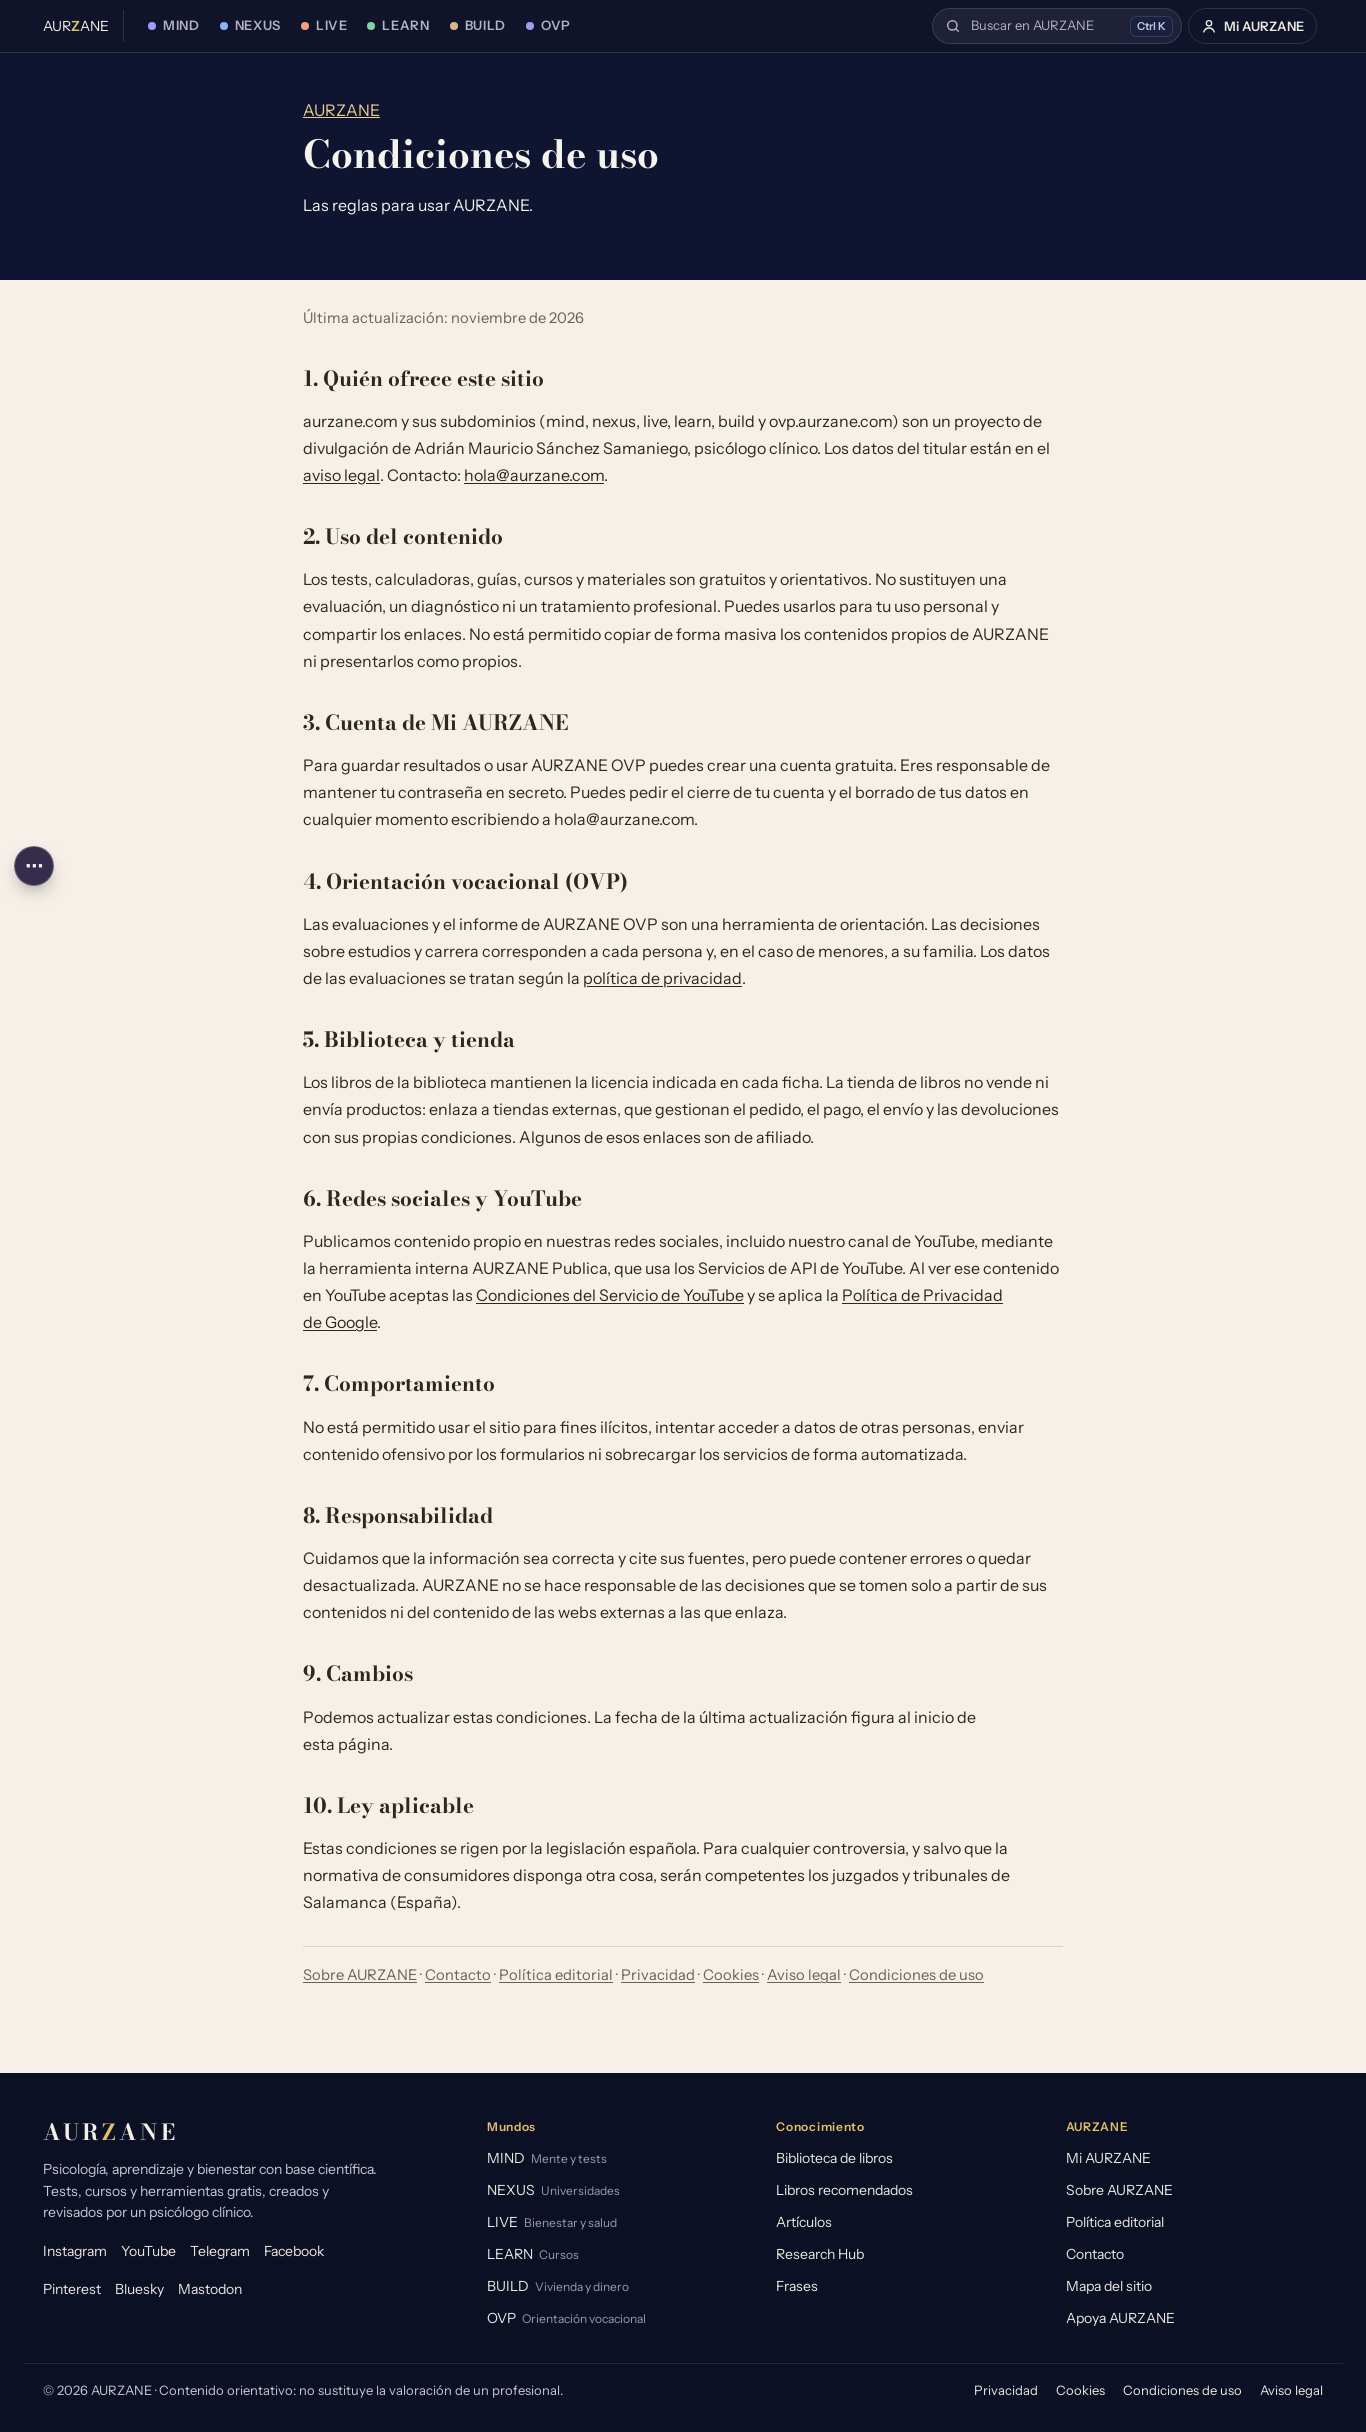 AURZANE
MIND NEXUS LIVE LEARN BUILD OVP
Buscar en AURZANE Ctrl K
Mi AURZANE
AURZANE
Condiciones de uso
Las reglas para usar AURZANE.
Última actualización: noviembre de 2026
1. Quién ofrece este sitio
aurzane.com y sus subdominios (mind, nexus, live, learn, build y ovp.aurzane.com) son un proyecto de
divulgación de Adrián Mauricio Sánchez Samaniego, psicólogo clínico. Los datos del titular están en el
aviso legal. Contacto: hola@aurzane.com.
2. Uso del contenido
Los tests, calculadoras, guías, cursos y materiales son gratuitos y orientativos. No sustituyen una
evaluación, un diagnóstico ni un tratamiento profesional. Puedes usarlos para tu uso personal y
compartir los enlaces. No está permitido copiar de forma masiva los contenidos propios de AURZANE
ni presentarlos como propios.
3. Cuenta de Mi AURZANE
Para guardar resultados o usar AURZANE OVP puedes crear una cuenta gratuita. Eres responsable de
mantener tu contraseña en secreto. Puedes pedir el cierre de tu cuenta y el borrado de tus datos en
cualquier momento escribiendo a hola@aurzane.com.
4. Orientación vocacional (OVP)
Las evaluaciones y el informe de AURZANE OVP son una herramienta de orientación. Las decisiones
sobre estudios y carrera corresponden a cada persona y, en el caso de menores, a su familia. Los datos
de las evaluaciones se tratan según la política de privacidad.
5. Biblioteca y tienda
Los libros de la biblioteca mantienen la licencia indicada en cada ficha. La tienda de libros no vende ni
envía productos: enlaza a tiendas externas, que gestionan el pedido, el pago, el envío y las devoluciones
con sus propias condiciones. Algunos de esos enlaces son de afiliado.
6. Redes sociales y YouTube
Publicamos contenido propio en nuestras redes sociales, incluido nuestro canal de YouTube, mediante
la herramienta interna AURZANE Publica, que usa los Servicios de API de YouTube. Al ver ese contenido
en YouTube aceptas las Condiciones del Servicio de YouTube y se aplica la Política de Privacidad
de Google.
7. Comportamiento
No está permitido usar el sitio para fines ilícitos, intentar acceder a datos de otras personas, enviar
contenido ofensivo por los formularios ni sobrecargar los servicios de forma automatizada.
8. Responsabilidad
Cuidamos que la información sea correcta y cite sus fuentes, pero puede contener errores o quedar
desactualizada. AURZANE no se hace responsable de las decisiones que se tomen solo a partir de sus
contenidos ni del contenido de las webs externas a las que enlaza.
9. Cambios
Podemos actualizar estas condiciones. La fecha de la última actualización figura al inicio de
esta página.
10. Ley aplicable
Estas condiciones se rigen por la legislación española. Para cualquier controversia, y salvo que la
normativa de consumidores disponga otra cosa, serán competentes los juzgados y tribunales de
Salamanca (España).
Sobre AURZANE · Contacto · Política editorial · Privacidad · Cookies · Aviso legal · Condiciones de uso
AURZANE
Psicología, aprendizaje y bienestar con base científica.
Tests, cursos y herramientas gratis, creados y
revisados por un psicólogo clínico.
Instagram YouTube Telegram Facebook
Pinterest Bluesky Mastodon
Mundos
MIND Mente y tests
NEXUS Universidades
LIVE Bienestar y salud
LEARN Cursos
BUILD Vivienda y dinero
OVP Orientación vocacional
Conocimiento
Biblioteca de libros
Libros recomendados
Artículos
Research Hub
Frases
AURZANE
Mi AURZANE
Sobre AURZANE
Política editorial
Contacto
Mapa del sitio
Apoya AURZANE
© 2026 AURZANE · Contenido orientativo: no sustituye la valoración de un profesional.
Privacidad Cookies Condiciones de uso Aviso legal